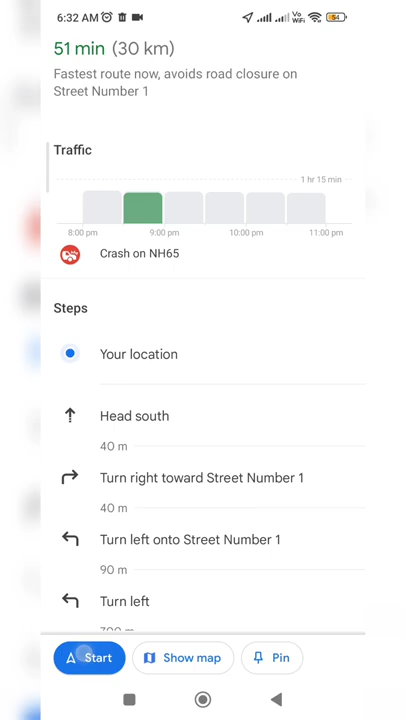 6:32 AM
Vo WiFi 54
51 min (30 km)
Fastest route now, avoids road closure on
Street Number 1
Traffic
1 hr 15 min
8:00 pm 9:00 pm 10:00 pm 11:00 pm
Crash on NH65
Steps
Your location
Head south
40 m
Turn right toward Street Number 1
40 m
Turn left onto Street Number 1
90 m
Turn left
Start Show map Pin